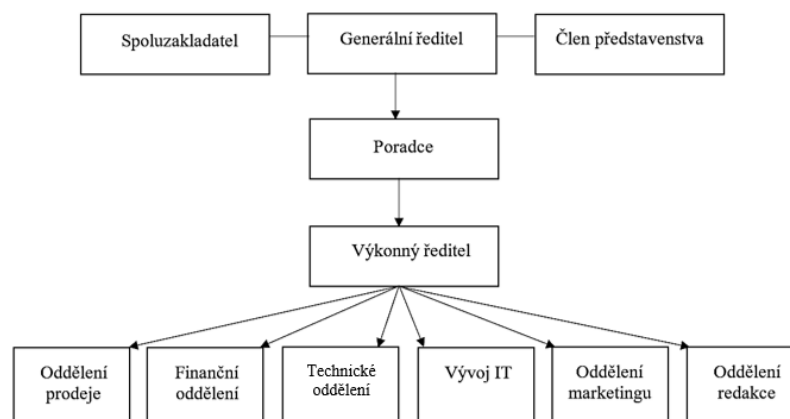 Spoluzakladatel
Generální ředitel
Člen představenstva
Poradce
Výkonný ředitel
Oddělení
prodeje
Finanční
oddělení
Technické
oddělení
Vývoj IT
Oddělení
marketingu
Oddělení
redakce